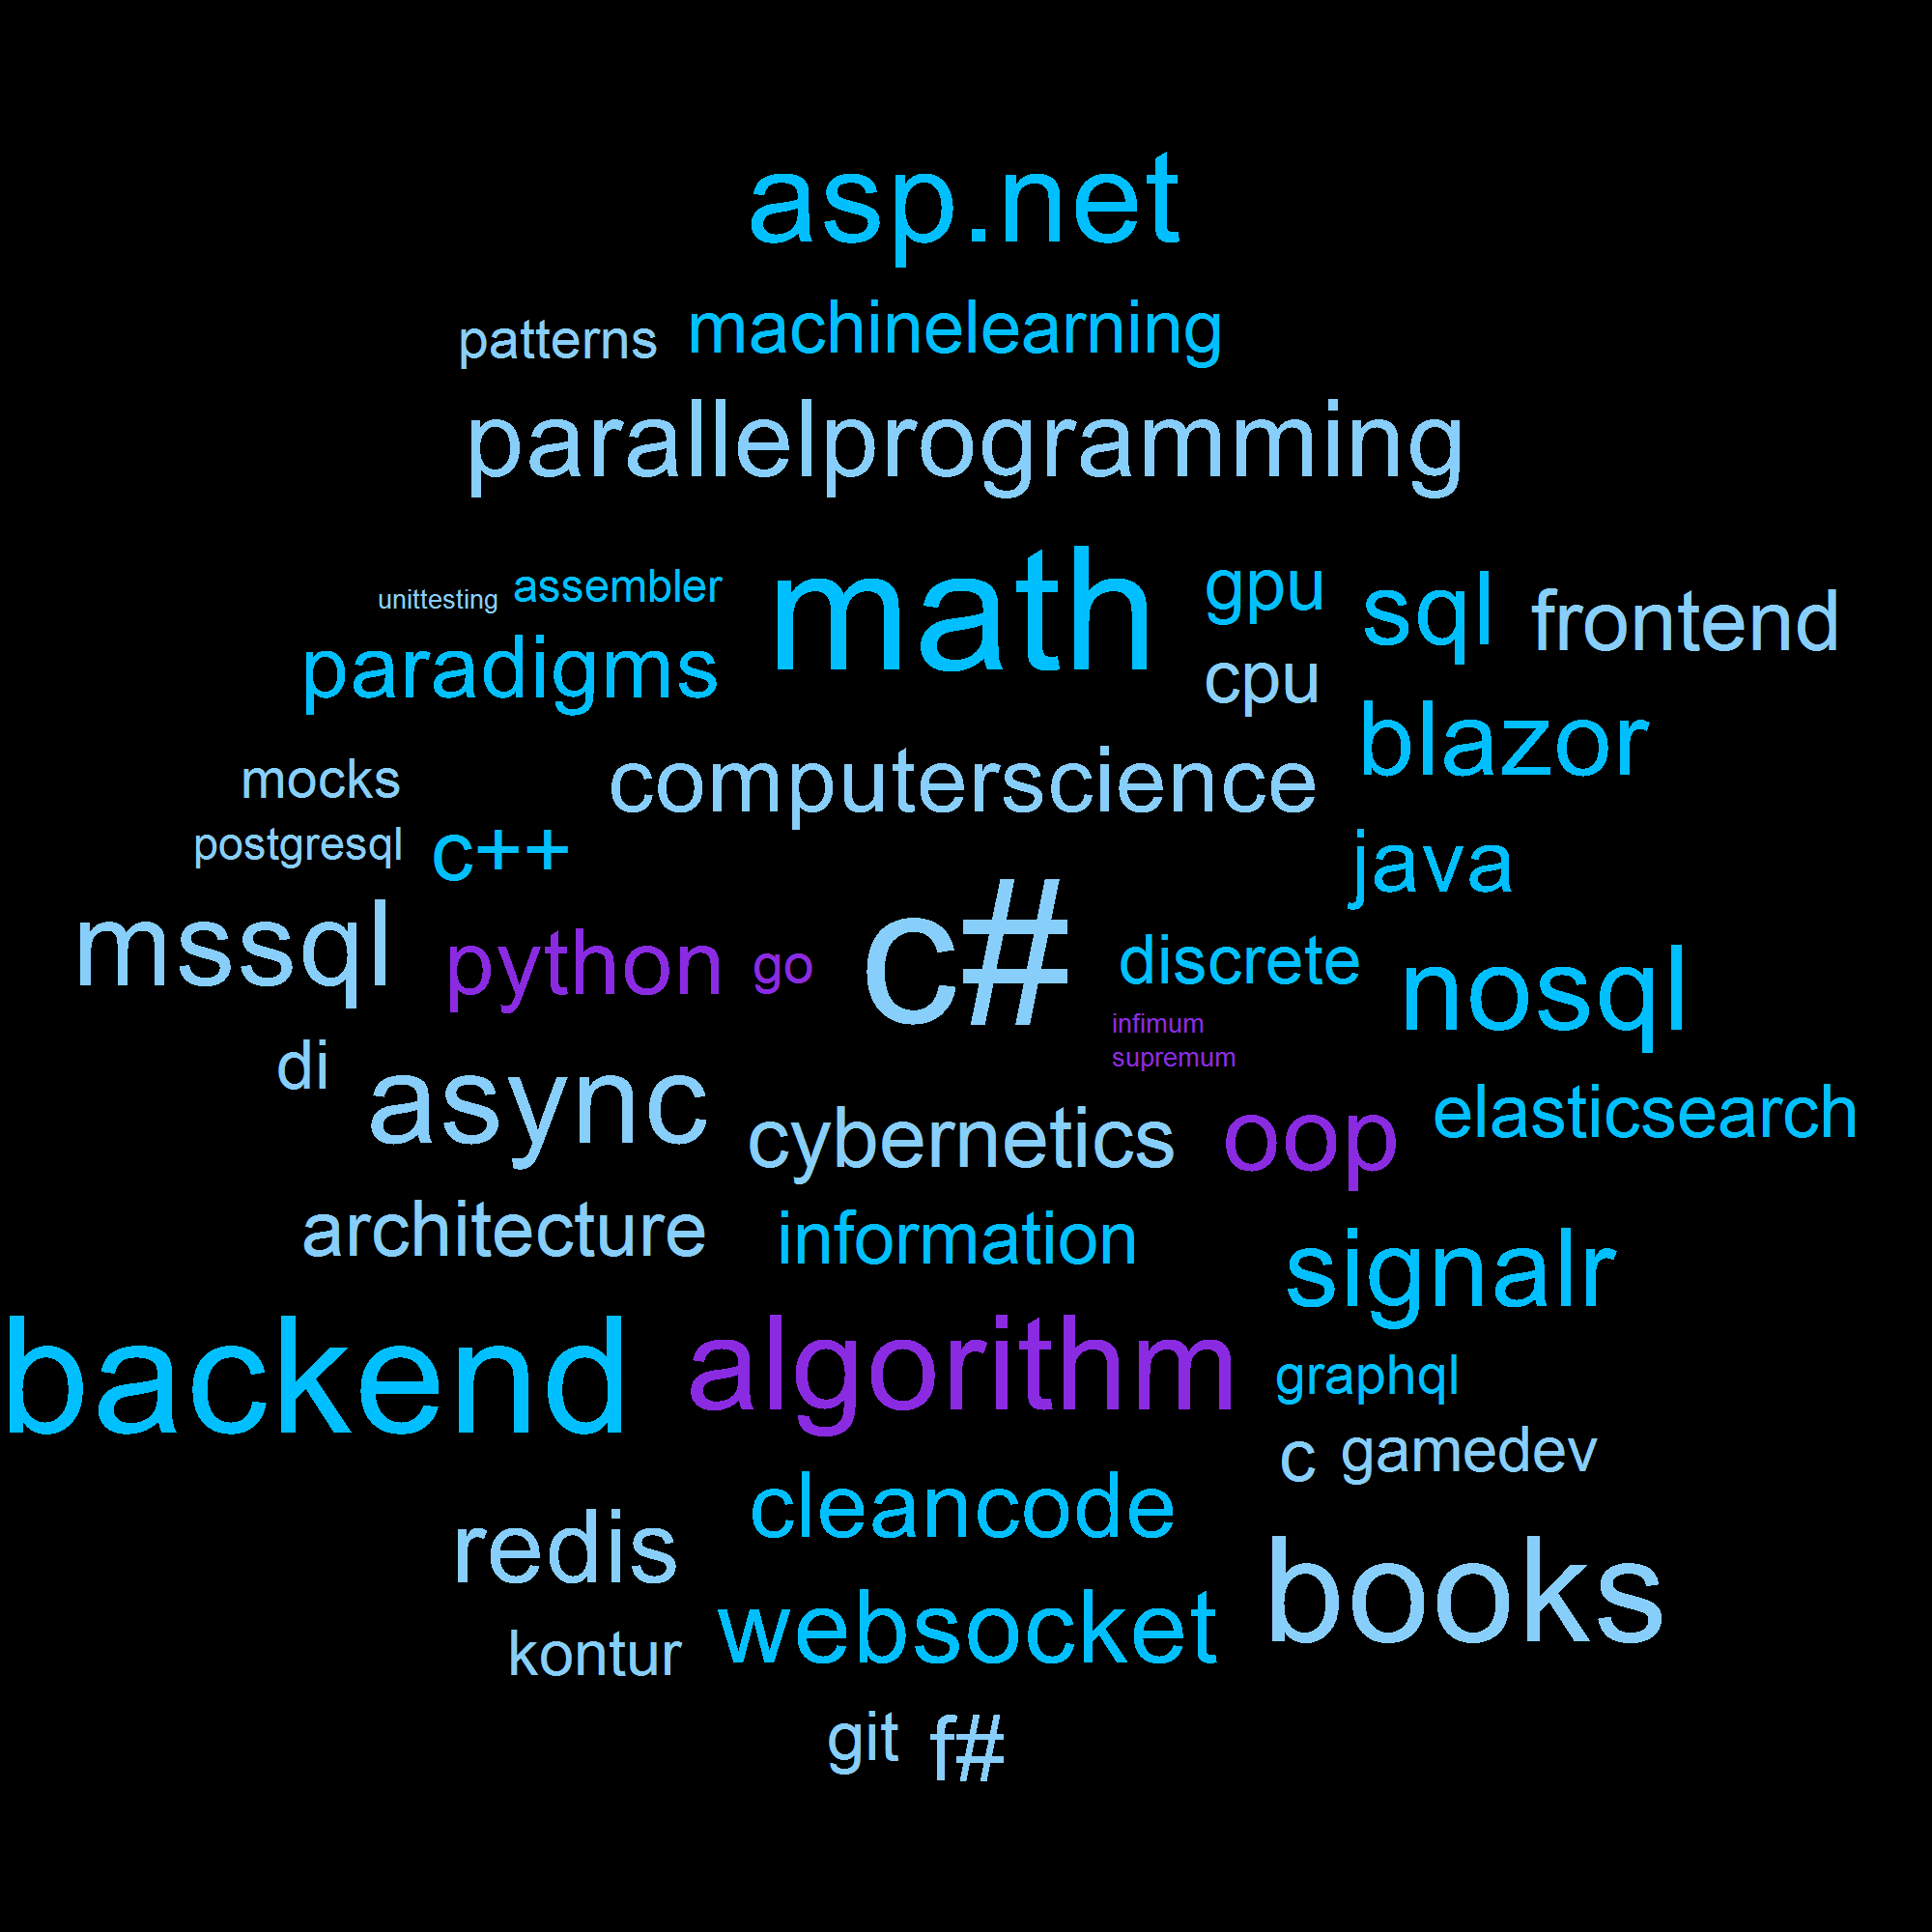 asp.net
patterns machinelearning
parallelprogramming
unittesting assembler math gpu sql frontend
paradigms cpu
blazor
mocks computerscience
postgresql c++ java
mssql python go c# discrete nosql
infimum
supremum
di async cybernetics oop elasticsearch
architecture information signalr
backend algorithm graphql
c gamedev
redis cleancode books
kontur websocket
git f#